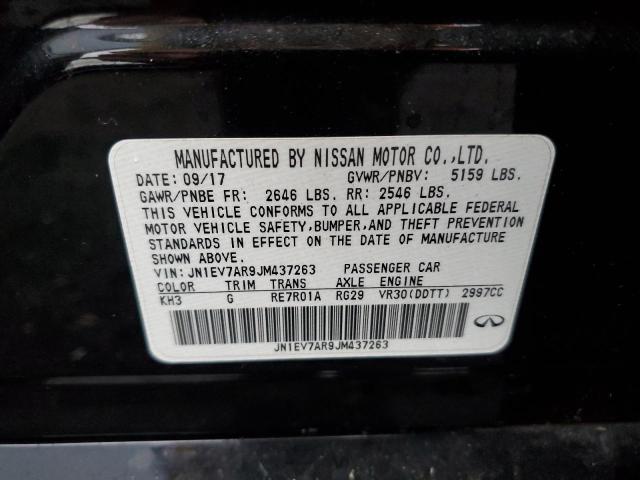 MANUFACTURED BY NISSAN MOTOR CO.,LTD.
DATE: 09/17 GVWR/PNBV: 5159 LBS.
GAWR/PNBE FR: 2646 LBS. RR: 2546 LBS.
THIS VEHICLE CONFORMS TO ALL APPLICABLE FEDERAL
MOTOR VEHICLE SAFETY, BUMPER, AND THEFT PREVENTION
STANDARDS IN EFFECT ON THE DATE OF MANUFACTURE
SHOWN ABOVE.
VIN: JN1EV7AR9JM437263 PASSENGER CAR
COLOR TRIM TRANS AXLE ENGINE
KH3 G RE7R01A RG29 VR30(DDTT) 2997CC
JN1EV7AR9JM437263